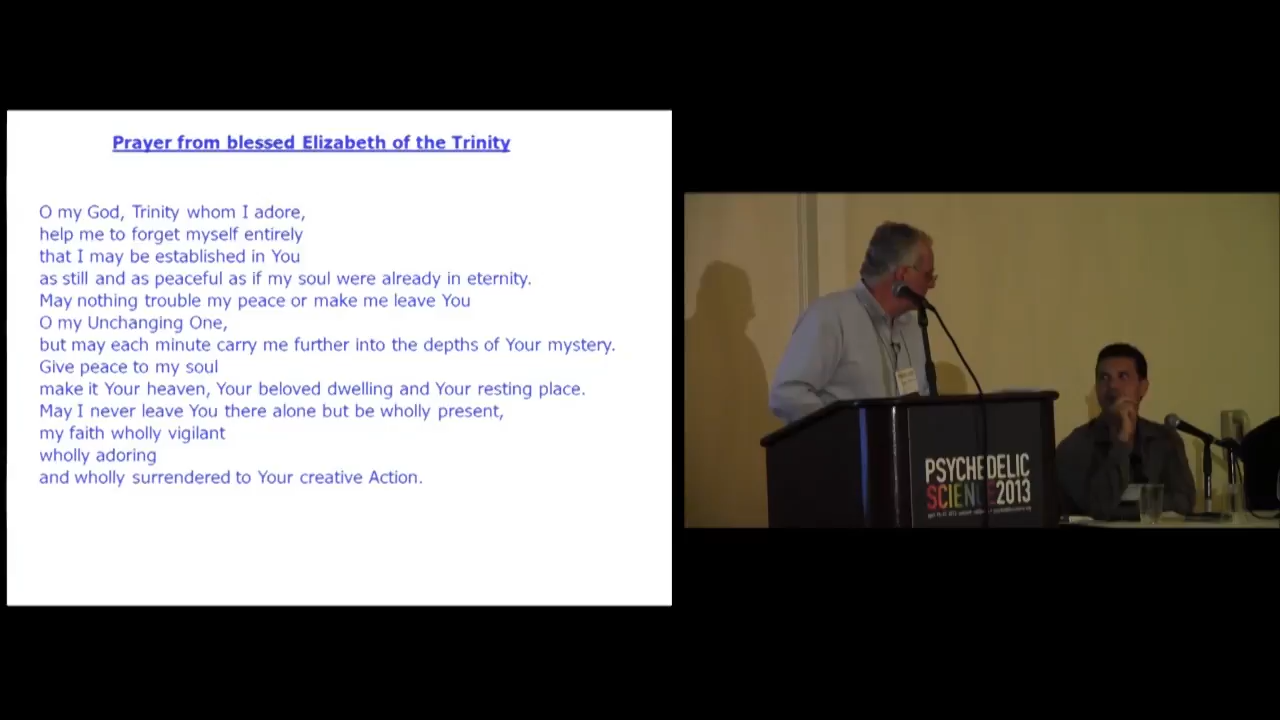 Prayer from blessed Elizabeth of the Trinity
O my God, Trinity whom I adore,
help me to forget myself entirely
that I may be established in You
as still and as peaceful as if my soul were already in eternity.
May nothing trouble my peace or make me leave You
O my Unchanging One,
but may each minute carry me further into the depths of Your mystery.
Give peace to my soul
make it Your heaven, Your beloved dwelling and Your resting place.
May I never leave You there alone but be wholly present,
my faith wholly vigilant
wholly adoring
and wholly surrendered to Your creative Action.
PSYCHEDELIC
SCIENCE2013